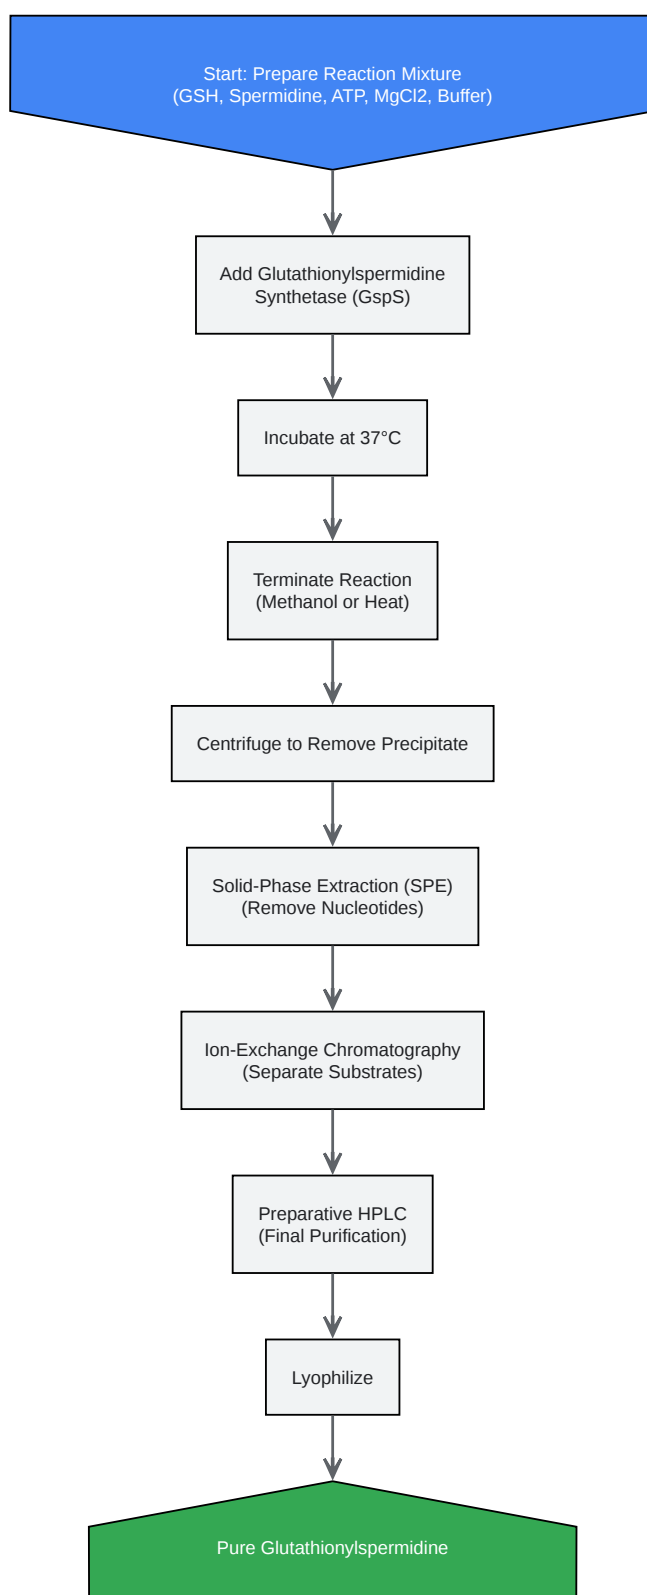 Start: Prepare Reaction Mixture
(GSH, Spermidine, ATP, MgCl2, Buffer)
Add Glutathionylspermidine
Synthetase (GspS)
Incubate at 37°C
Terminate Reaction
(Methanol or Heat)
Centrifuge to Remove Precipitate
Solid-Phase Extraction (SPE)
(Remove Nucleotides)
Ion-Exchange Chromatography
(Separate Substrates)
Preparative HPLC
(Final Purification)
Lyophilize
Pure Glutathionylspermidine